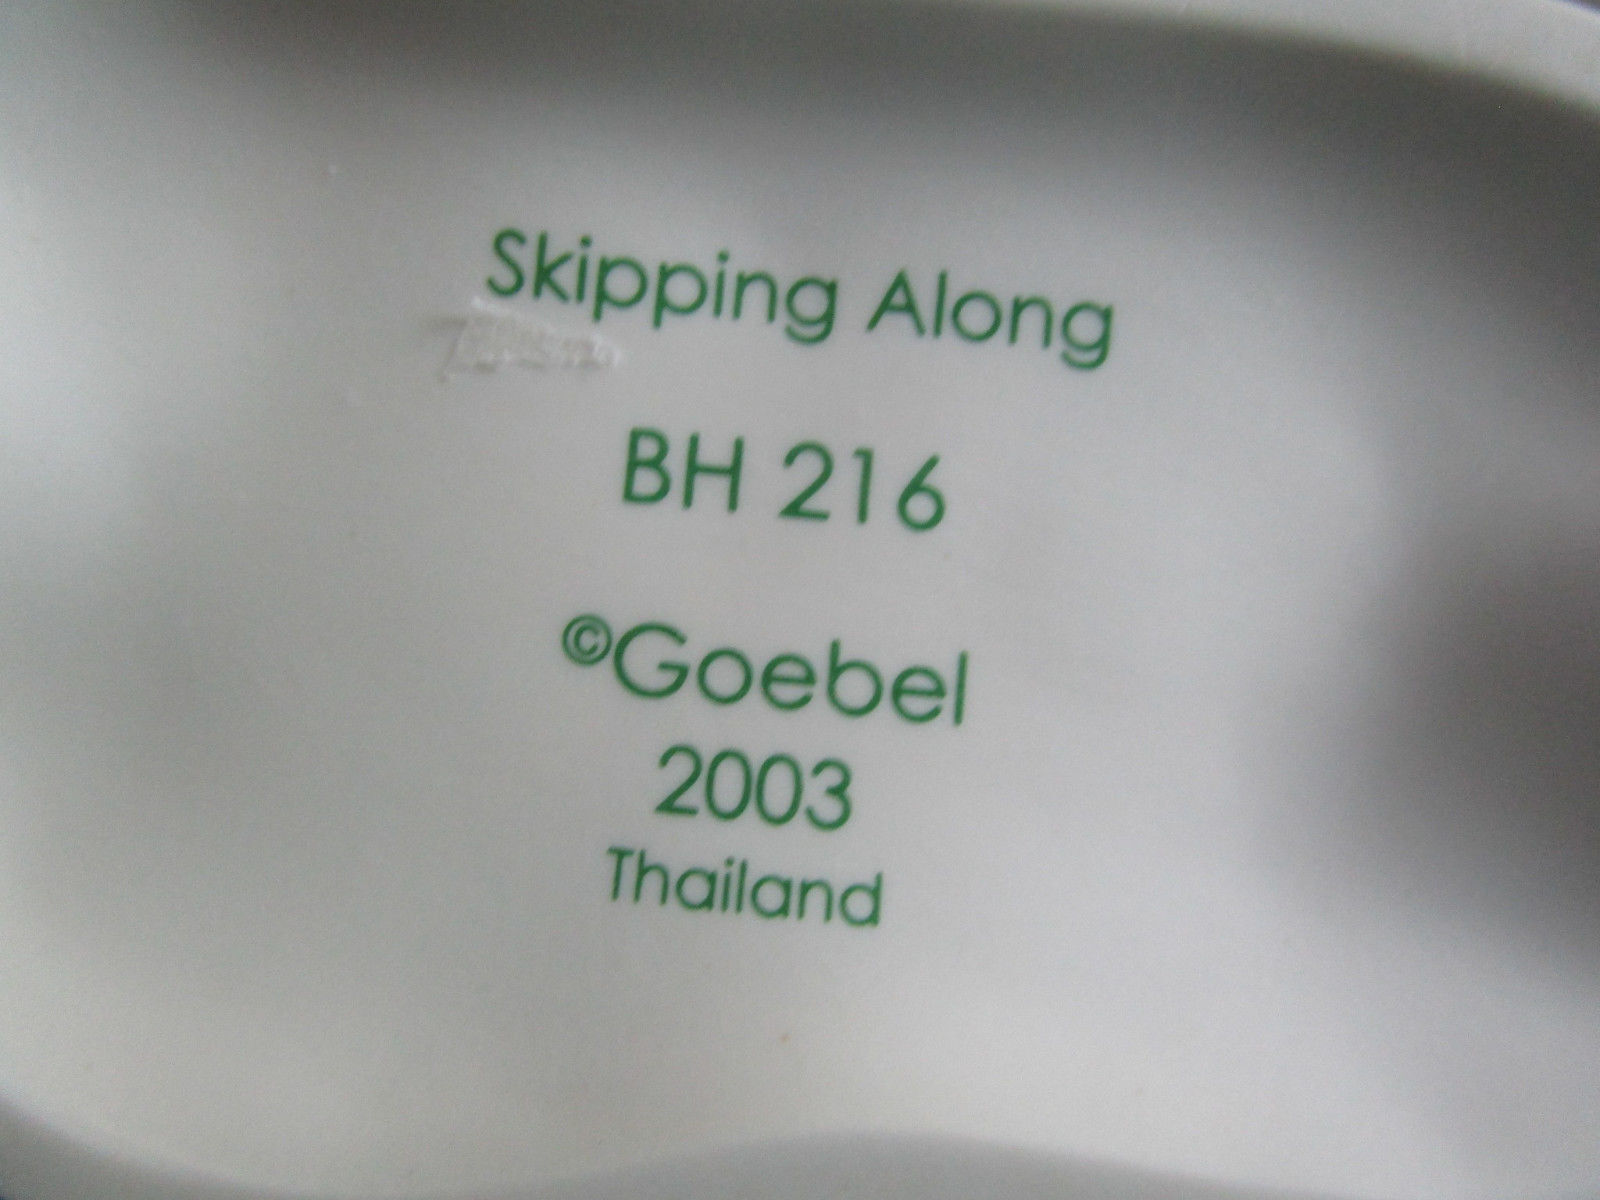 Skipping Along
BH 216
©Goebel
2003
Thailand